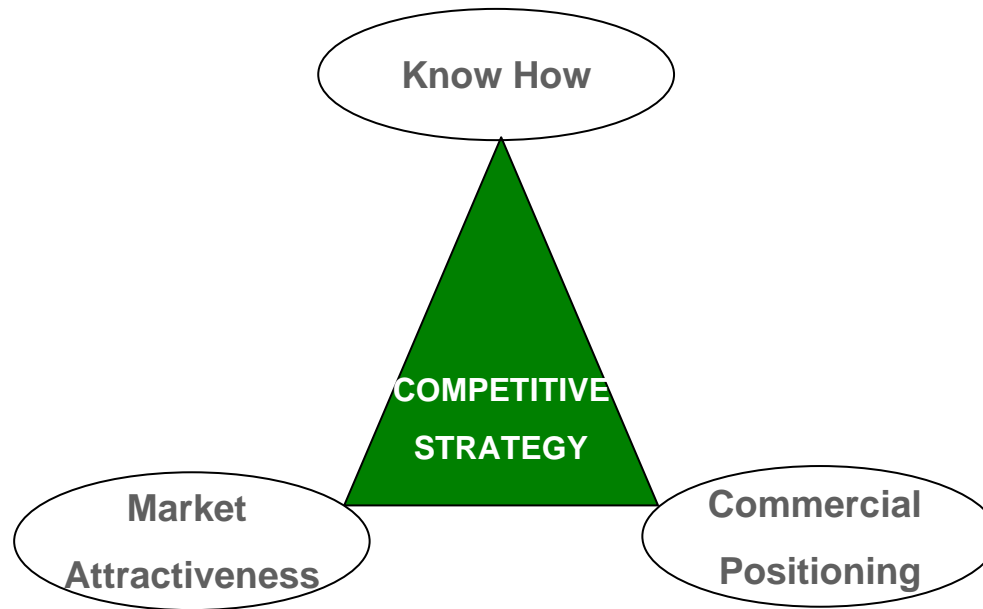 Know How
COMPETITIVE
STRATEGY
Market
Attractiveness
Commercial
Positioning